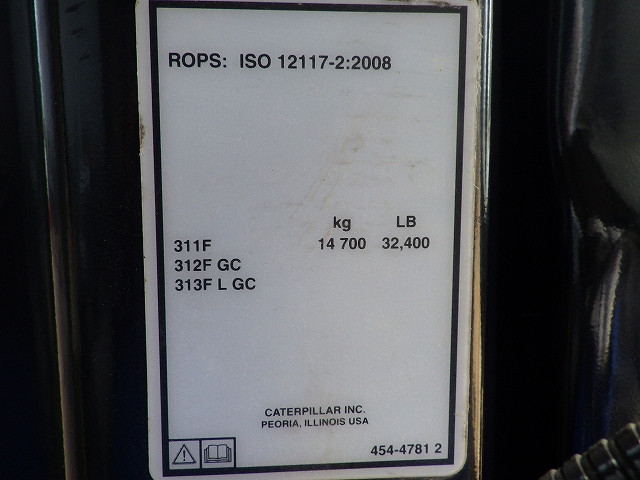 ROPS: ISO 12117-2:2008
kg LB
311F 14 700 32,400
312F GC
313F L GC
CATERPILLAR INC.
PEORIA, ILLINOIS USA
454-4781 2